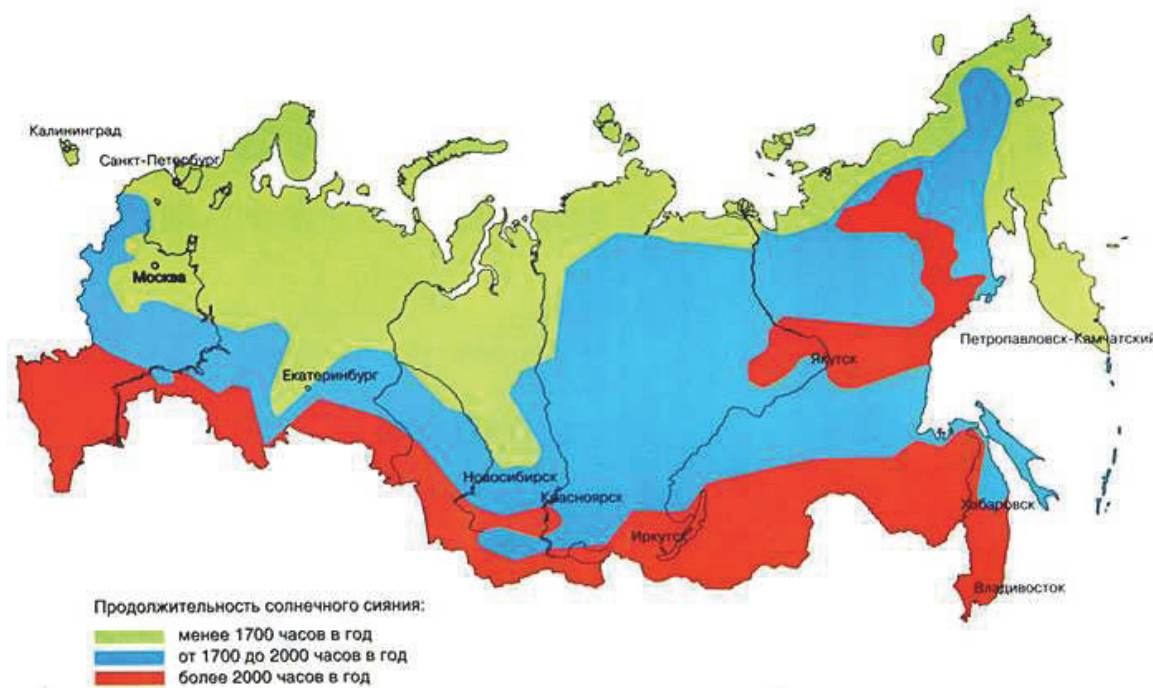 Калининград
Санкт-Петербург
Москва
Екатеринбург
Петропавловск-Камчатский
Якутск
Новосибирск
Красноярск
Хабаровск
Иркутск
Владивосток
Продолжительность солнечного сияния:
менее 1700 часов в год
от 1700 до 2000 часов в год
более 2000 часов в год